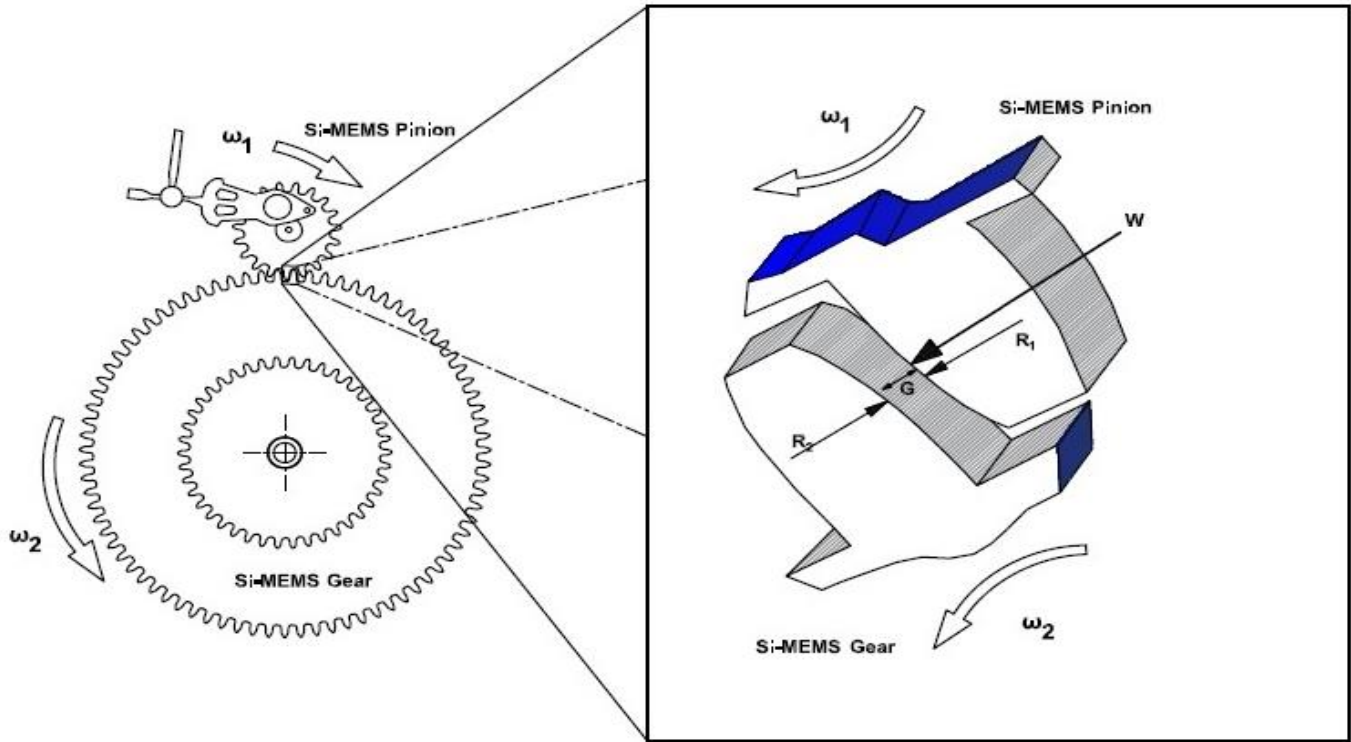 ω₁
Si-MEMS Pinion
ω₂
Si-MEMS Gear
ω₁
Si-MEMS Pinion
W
R₁
G
R₂
ω₂
Si-MEMS Gear